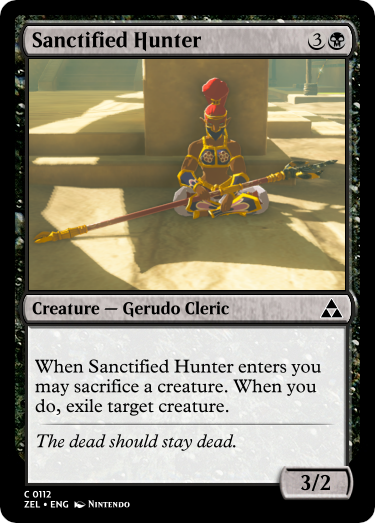 Sanctified Hunter 3
Creature — Gerudo Cleric
When Sanctified Hunter enters you
may sacrifice a creature. When you
do, exile target creature.
The dead should stay dead.
3/2
C 0112
ZEL • ENG Nintendo